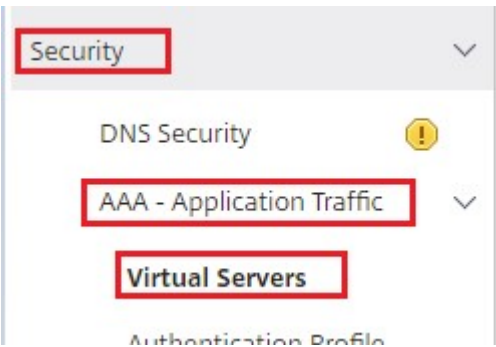 Security
DNS Security
AAA - Application Traffic
Virtual Servers
Authentication Profile